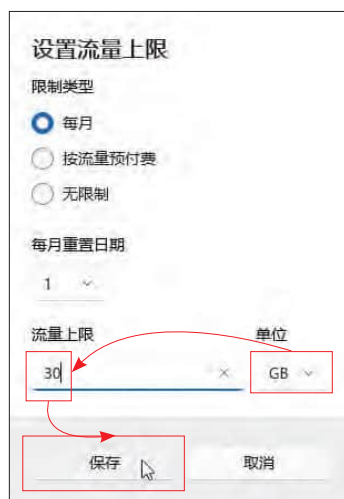 设置流量上限
限制类型
每月
按流量预付费
无限制
每月重置日期
1
流量上限 单位
30 GB
保存 取消